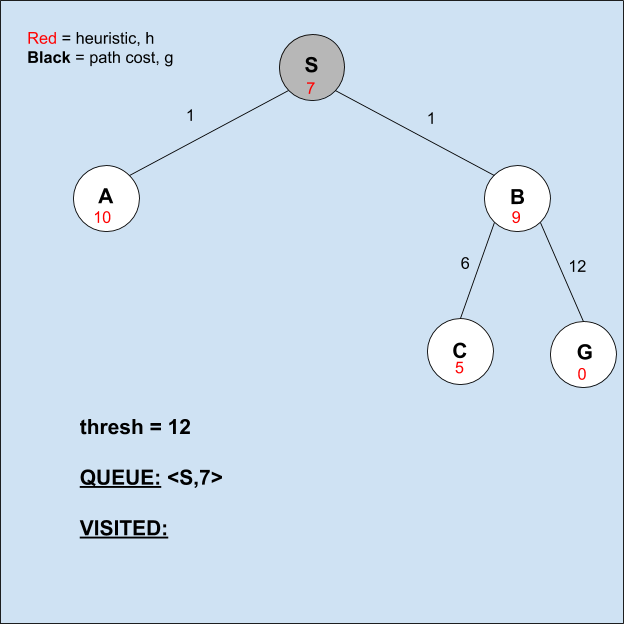 Red = heuristic, h
Black = path cost, g
S
7
1
1
A
10
B
9
6
12
C
5
G
0
thresh = 12
QUEUE: <S,7>
VISITED: